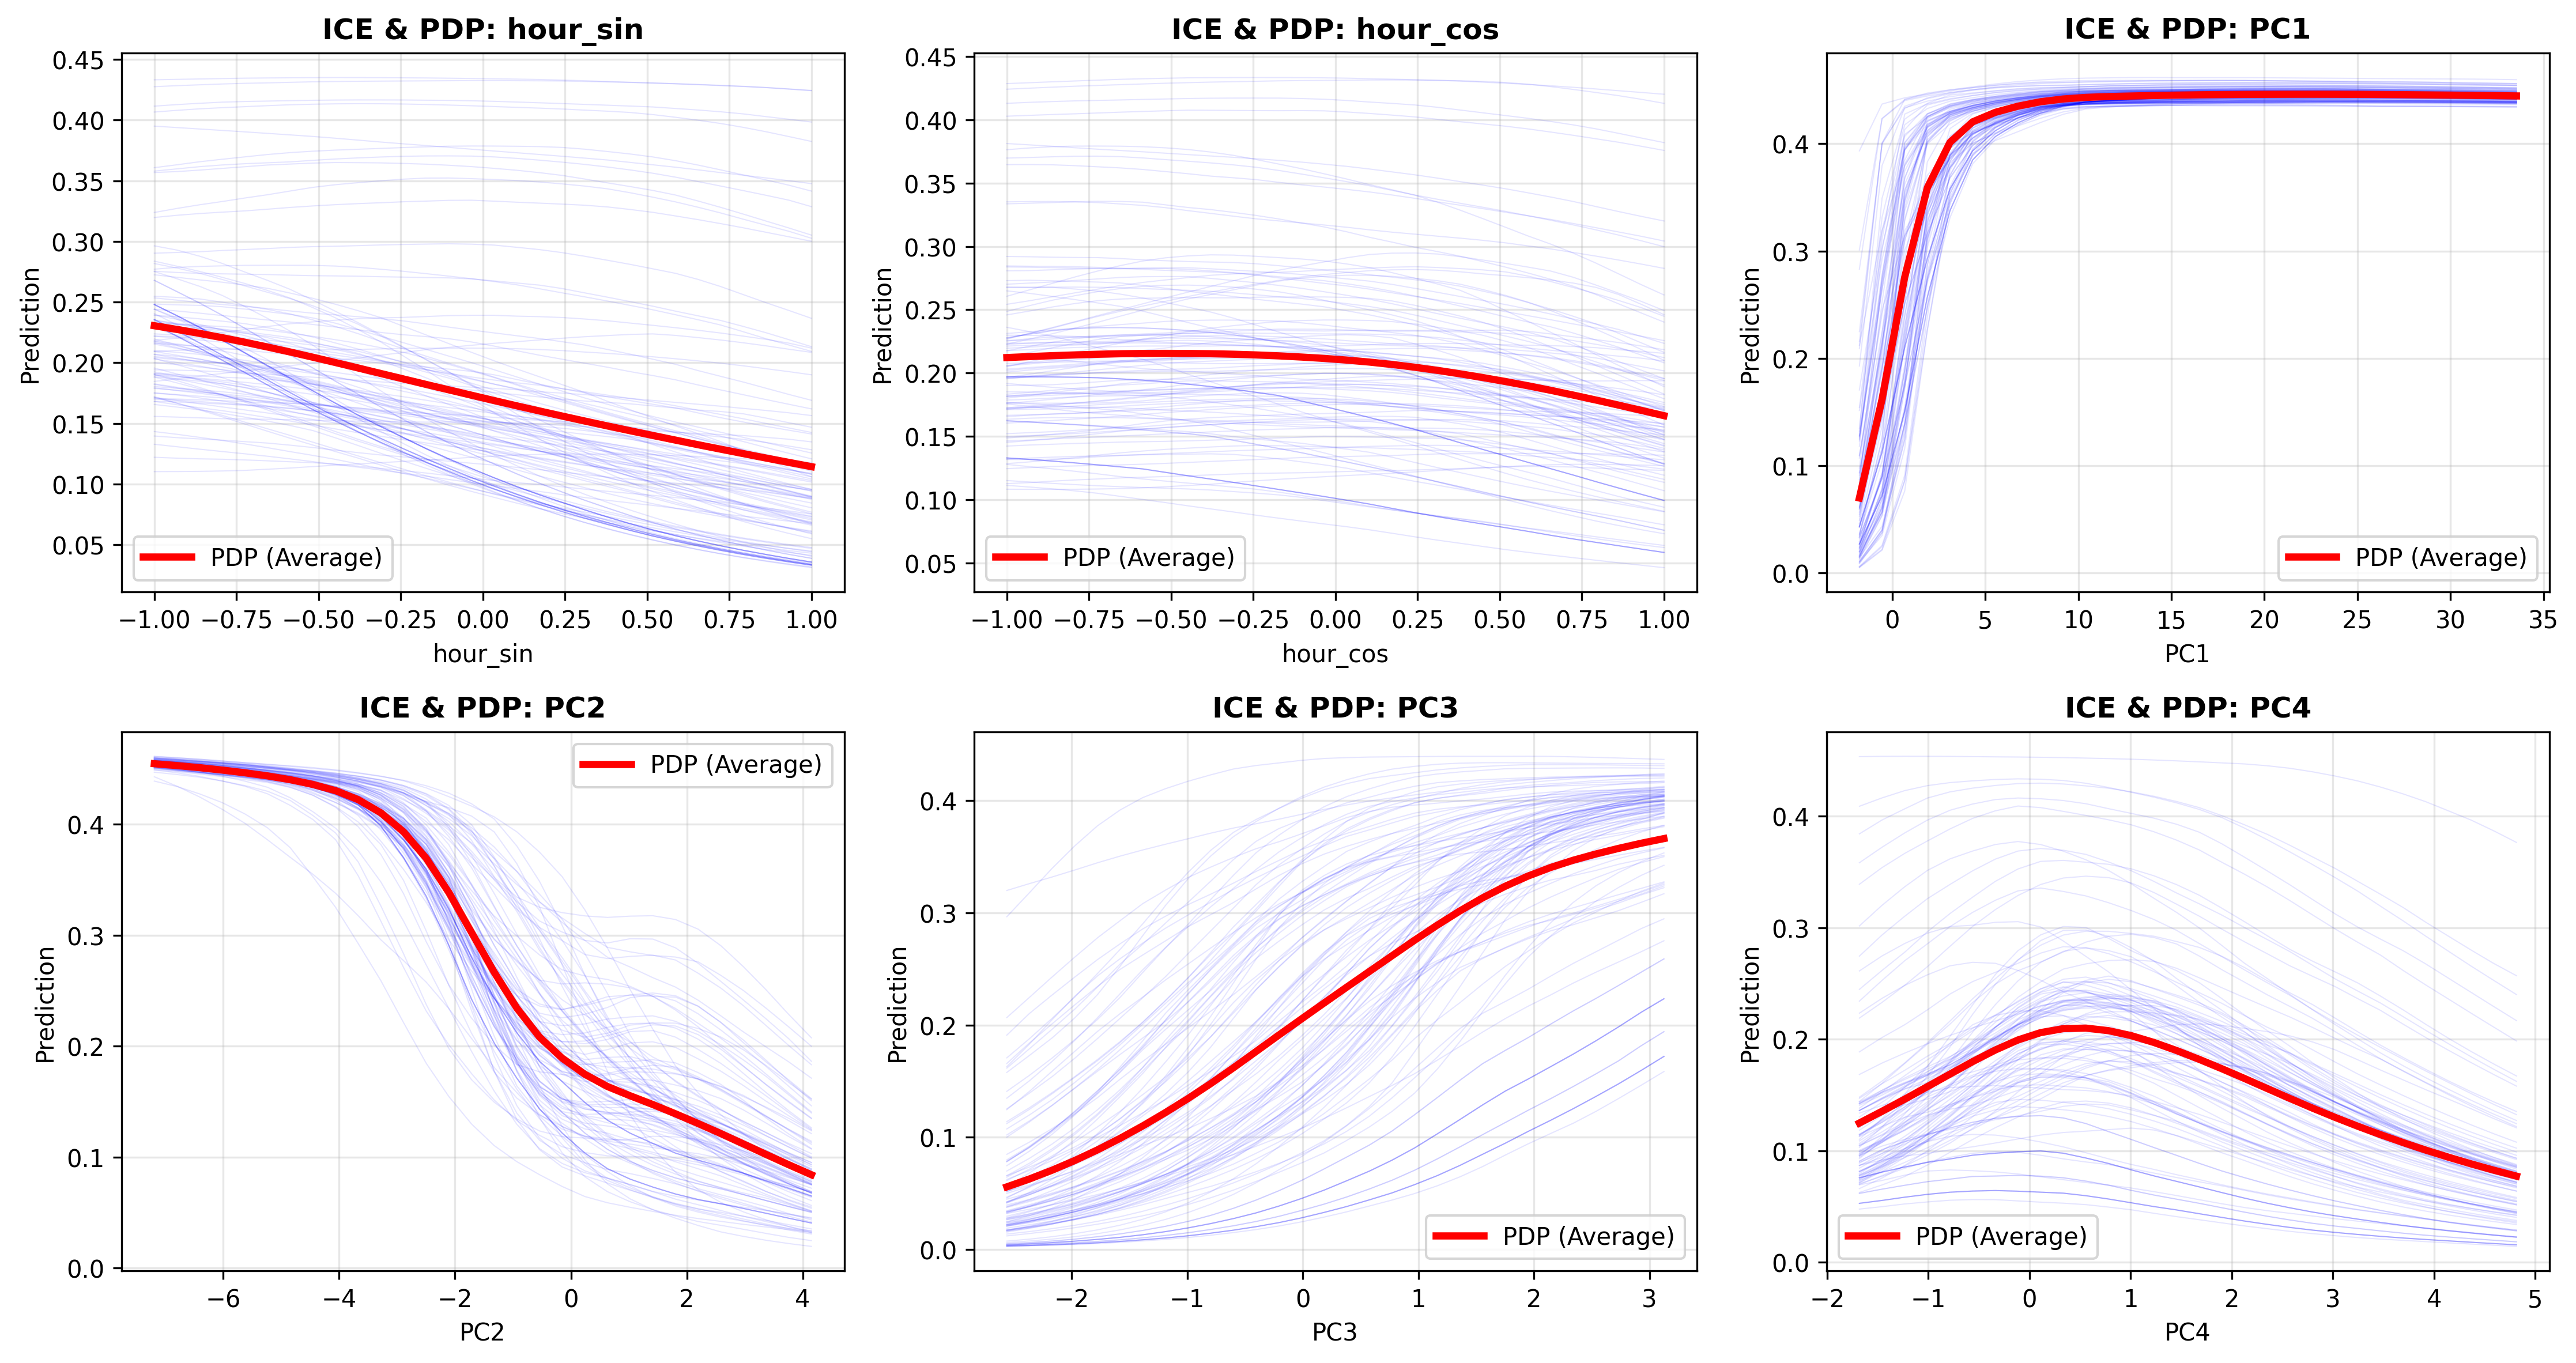 ICE & PDP: hour_sin
0.45
0.40
0.35
0.30
0.25
0.20
0.15
0.10
0.05
Prediction
PDP (Average)
−1.00 −0.75 −0.50 −0.25 0.00 0.25 0.50 0.75 1.00
hour_sin
ICE & PDP: hour_cos
0.45
0.40
0.35
0.30
0.25
0.20
0.15
0.10
0.05
Prediction
PDP (Average)
−1.00 −0.75 −0.50 −0.25 0.00 0.25 0.50 0.75 1.00
hour_cos
ICE & PDP: PC1
0.4
0.3
0.2
0.1
0.0
Prediction
PDP (Average)
0 5 10 15 20 25 30 35
PC1
ICE & PDP: PC2
PDP (Average)
0.4
0.3
0.2
0.1
0.0
Prediction
−6 −4 −2 0 2 4
PC2
ICE & PDP: PC3
0.4
0.3
0.2
0.1
0.0
Prediction
PDP (Average)
−2 −1 0 1 2 3
PC3
ICE & PDP: PC4
0.4
0.3
0.2
0.1
0.0
Prediction
PDP (Average)
−2 −1 0 1 2 3 4 5
PC4